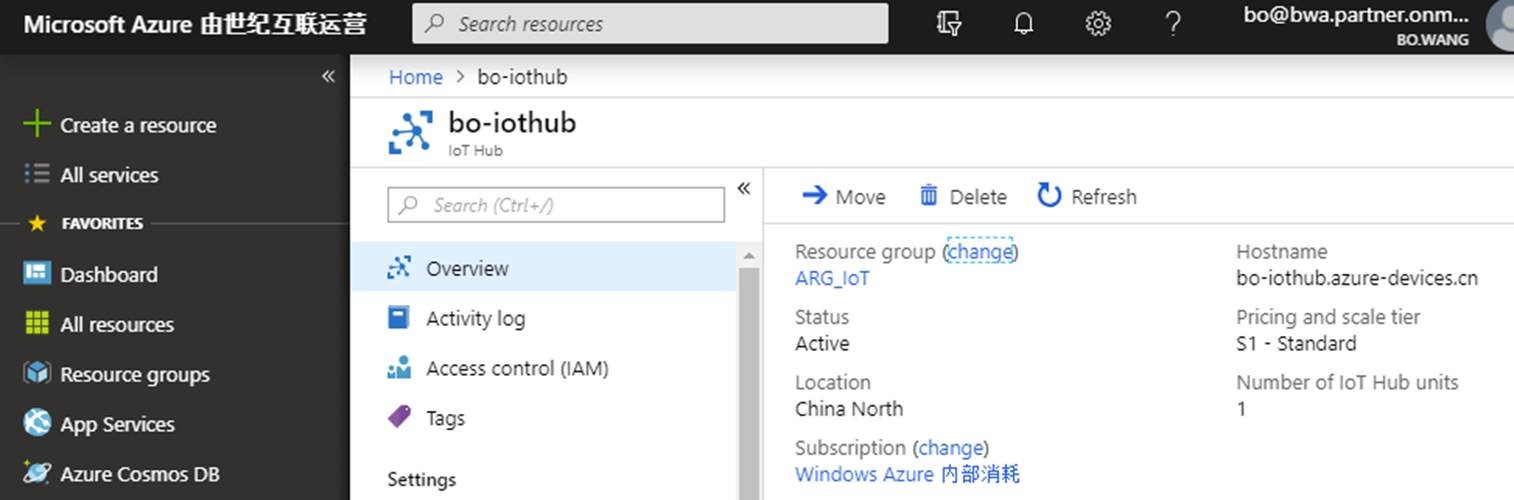 Microsoft Azure 由世纪互联运营
Search resources
bo@bwa.partner.onm...
BO.WANG
«
Home > bo-iothub
Create a resource
All services
FAVORITES
Dashboard
All resources
Resource groups
App Services
Azure Cosmos DB
bo-iothub
IoT Hub
Search (Ctrl+/)
«
Overview
Activity log
Access control (IAM)
Tags
Settings
Move Delete Refresh
Resource group (change)
ARG_IoT
Status
Active
Location
China North
Subscription (change)
Windows Azure 内部消耗
Hostname
bo-iothub.azure-devices.cn
Pricing and scale tier
S1 - Standard
Number of IoT Hub units
1